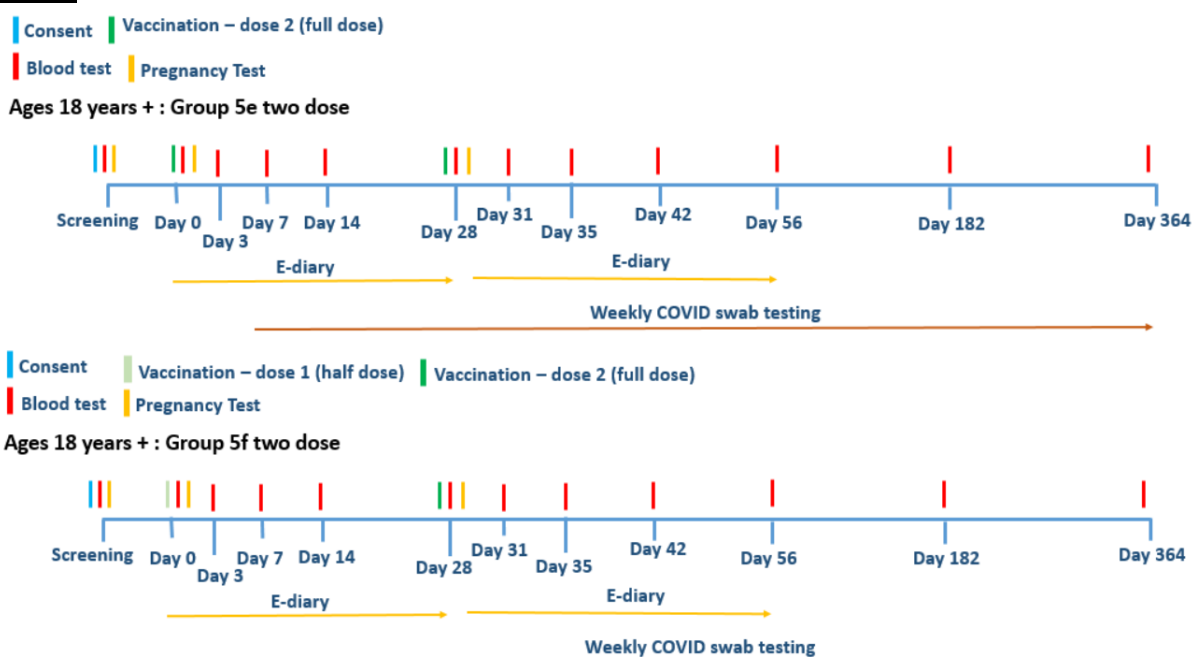 Consent Vaccination – dose 2 (full dose)
Blood test Pregnancy Test
Ages 18 years + : Group 5e two dose
Screening Day 0 Day 3 Day 7 Day 14 Day 28 Day 31 Day 35 Day 42 Day 56 Day 182 Day 364
E-diary E-diary
Weekly COVID swab testing
Consent Vaccination – dose 1 (half dose) Vaccination – dose 2 (full dose)
Blood test Pregnancy Test
Ages 18 years + : Group 5f two dose
Screening Day 0 Day 3 Day 7 Day 14 Day 28 Day 31 Day 35 Day 42 Day 56 Day 182 Day 364
E-diary E-diary
Weekly COVID swab testing